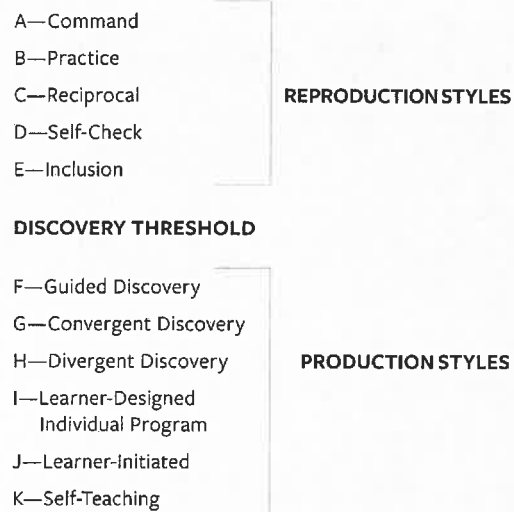 A—Command
B—Practice
C—Reciprocal
REPRODUCTION STYLES
D—Self-Check
E—Inclusion
DISCOVERY THRESHOLD
F—Guided Discovery
G—Convergent Discovery
H—Divergent Discovery
PRODUCTION STYLES
I—Learner-Designed
Individual Program
J—Learner-Initiated
K—Self-Teaching